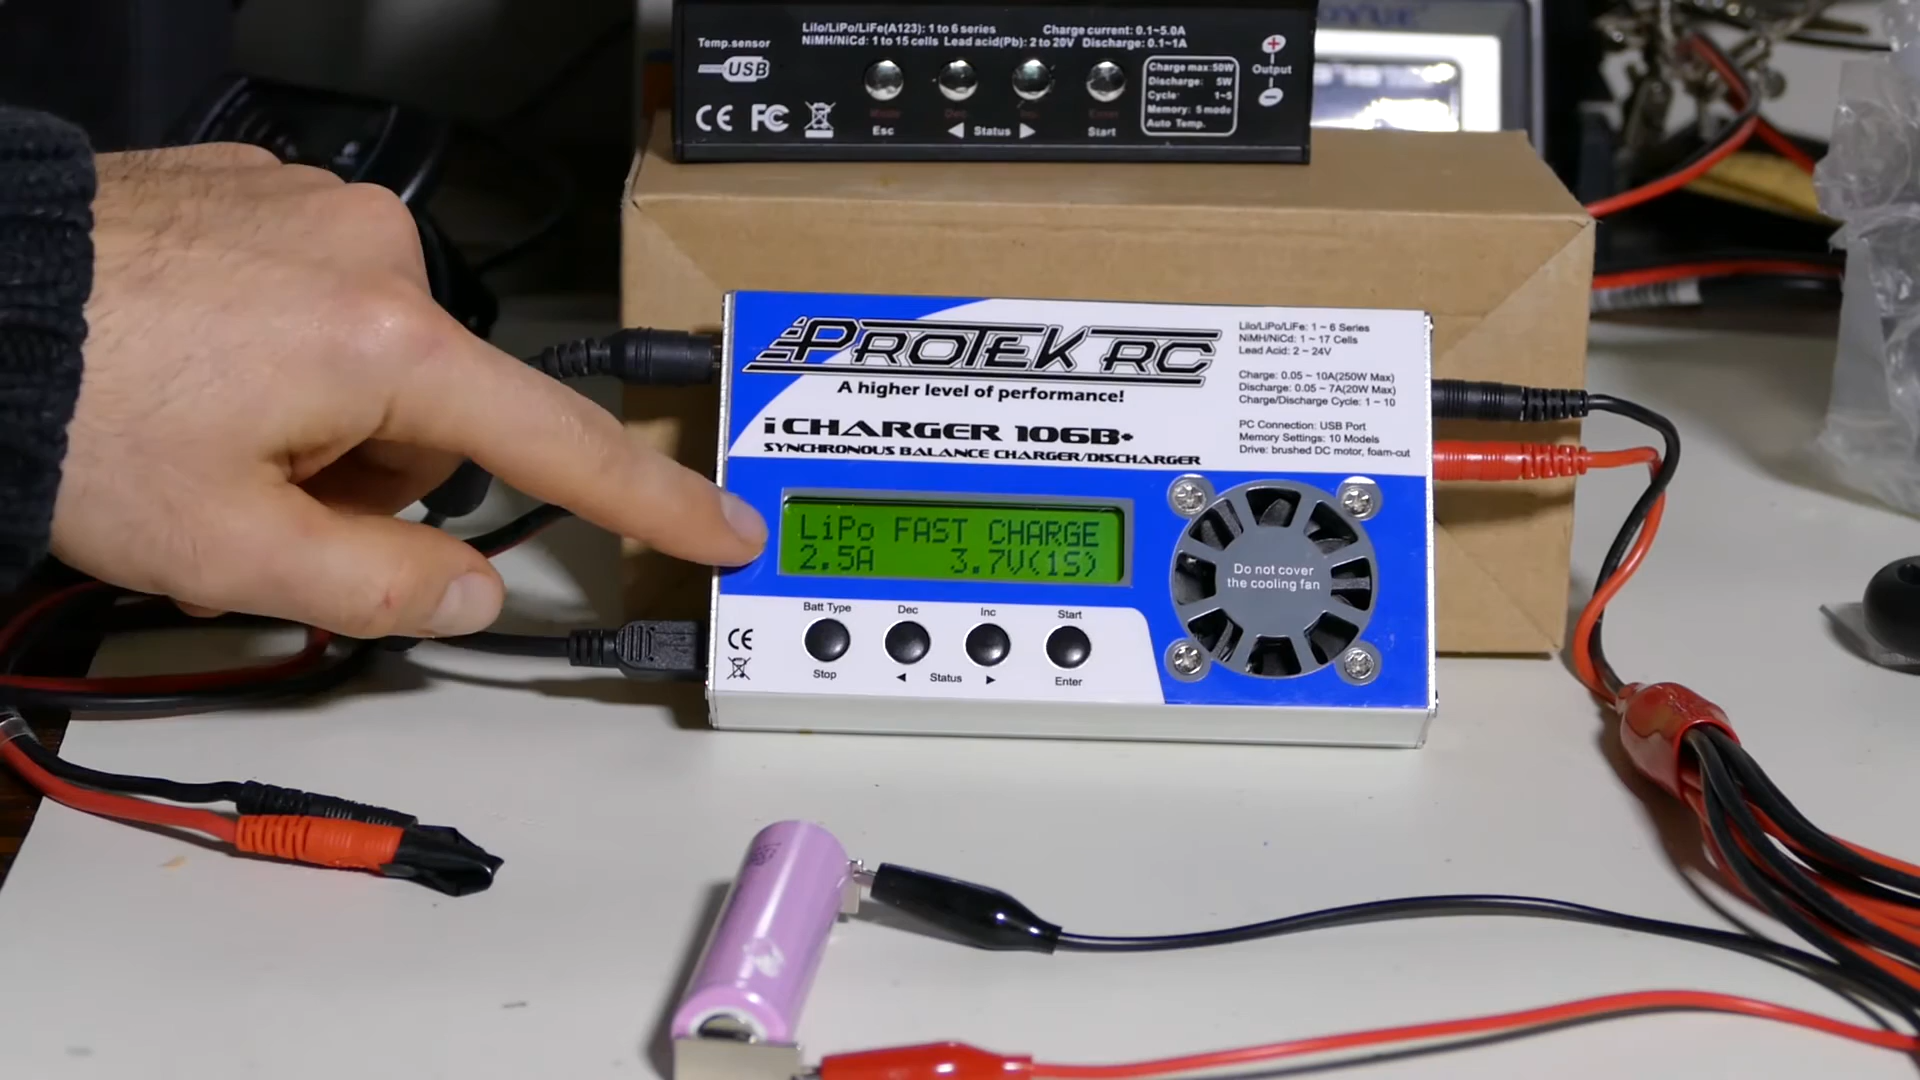 LiIo/LiPo/LiFe(A123): 1 to 6 series Charge current: 0.1~5.0A
NiMH/NiCd: 1 to 15 cells Lead acid(Pb): 2 to 20V Discharge: 0.1~1A
Temp.sensor
USB
Charge max:50W
Discharge: 5W
Cycle: 1~5
Memory: 5 mode
Auto Temp.
+
Output
−
CE FC
Esc
◀ Status ▶
Start
PROTEK RC
A higher level of performance!
iCHARGER 106B+
SYNCHRONOUS BALANCE CHARGER/DISCHARGER
LiIo/LiPo/LiFe: 1 ~ 6 Series
NiMH/NiCd: 1 ~ 17 Cells
Lead Acid: 2 ~ 24V
Charge: 0.05 ~ 10A(250W Max)
Discharge: 0.05 ~ 7A(20W Max)
Charge/Discharge Cycle: 1 ~ 10
PC Connection: USB Port
Memory Settings: 10 Models
Drive: brushed DC motor, foam-cut
LiPo FAST CHARGE
2.5A 3.7V(1S)
Do not cover
the cooling fan
Batt Type Dec Inc Start
CE
Stop ◀ Status ▶ Enter